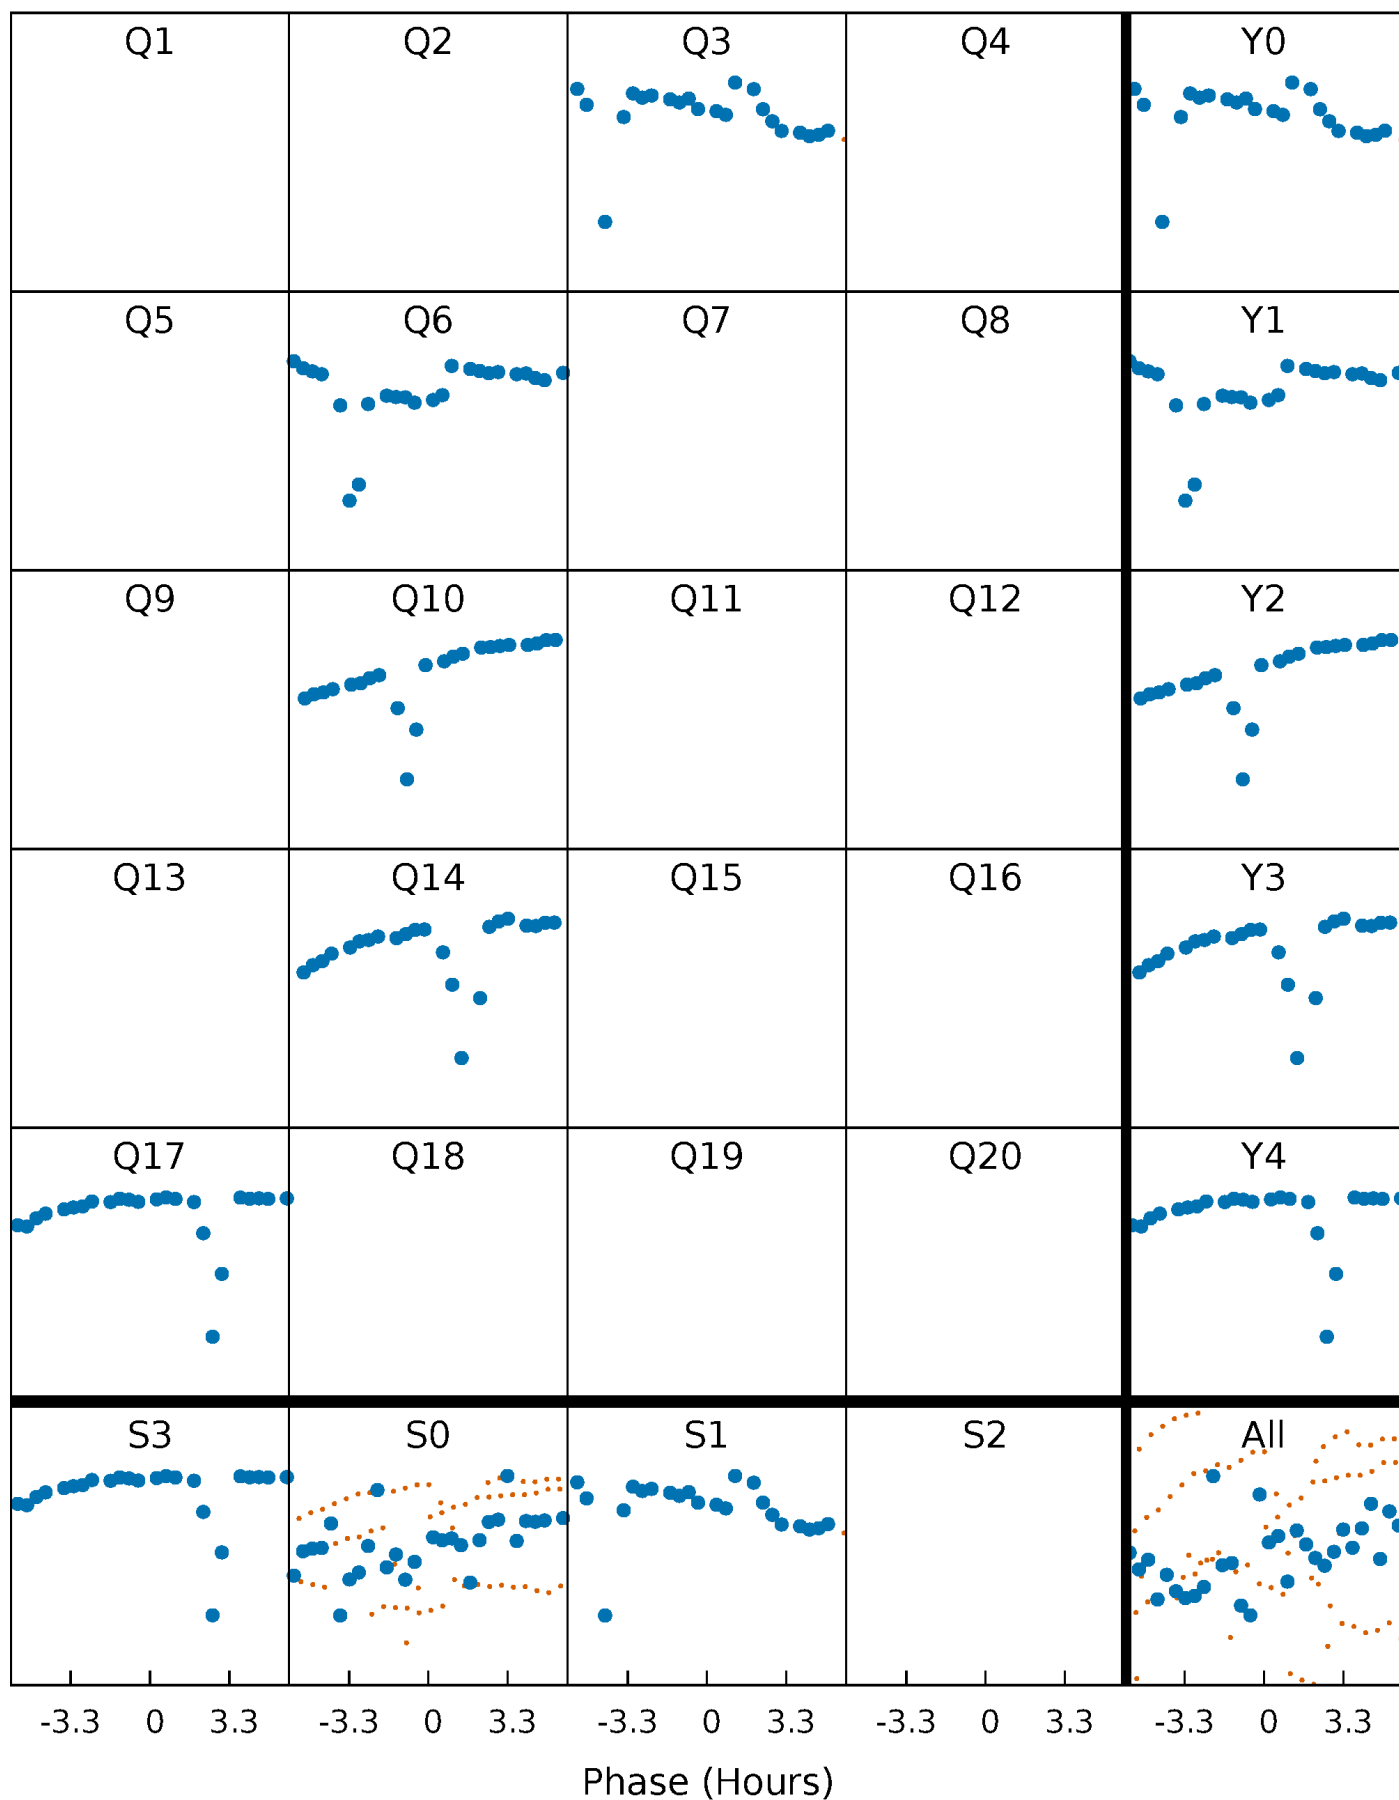 Q1 Q2 Q3 Q4 Y0
Q5 Q6 Q7 Q8 Y1
Q9 Q10 Q11 Q12 Y2
Q13 Q14 Q15 Q16 Y3
Q17 Q18 Q19 Q20 Y4
S3 S0 S1 S2 All
-3.3 0 3.3 -3.3 0 3.3 -3.3 0 3.3 -3.3 0 3.3 -3.3 0 3.3
Phase (Hours)